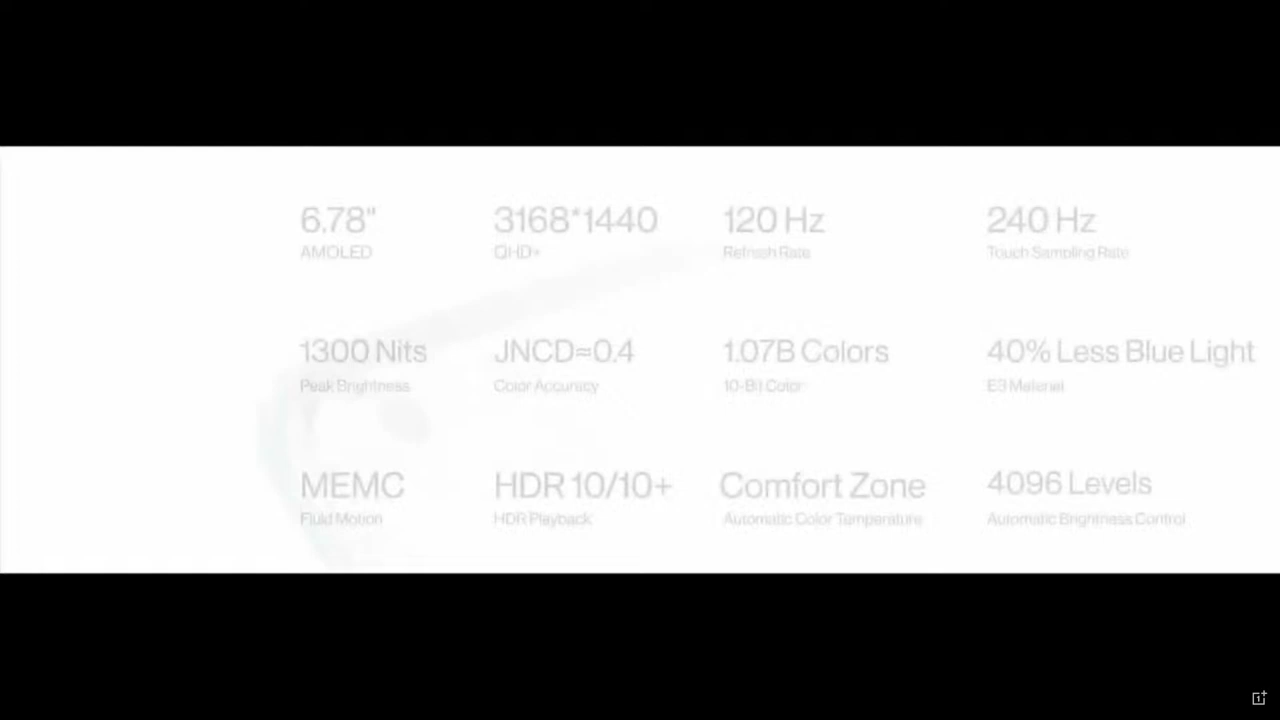 6.78" 3168*1440 120 Hz 240 Hz
AMOLED QHD+ Refresh Rate Touch Sampling Rate
1300 Nits JNCD≈0.4 1.07B Colors 40% Less Blue Light
Peak Brightness Color Accuracy 10-Bit Color E3 Material
MEMC HDR 10/10+ Comfort Zone 4096 Levels
Fluid Motion HDR Playback Automatic Color Temperature Automatic Brightness Control
1+